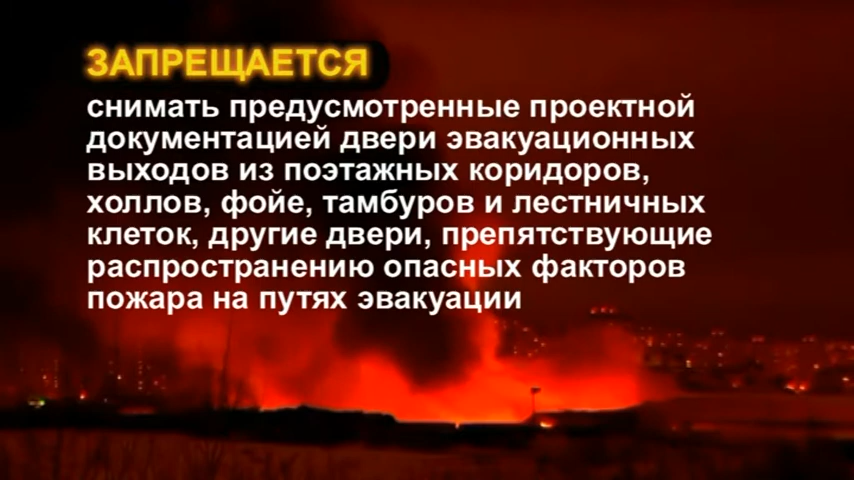 ЗАПРЕЩАЕТСЯ
снимать предусмотренные проектной
документацией двери эвакуационных
выходов из поэтажных коридоров,
холлов, фойе, тамбуров и лестничных
клеток, другие двери, препятствующие
распространению опасных факторов
пожара на путях эвакуации